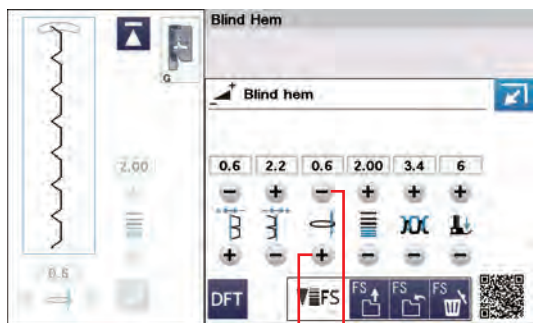 Blind Hem
G
Blind hem
2.00
0.6 2.2 0.6 2.00 3.4 6
0.6
DFT
FS
FS
FS
FS